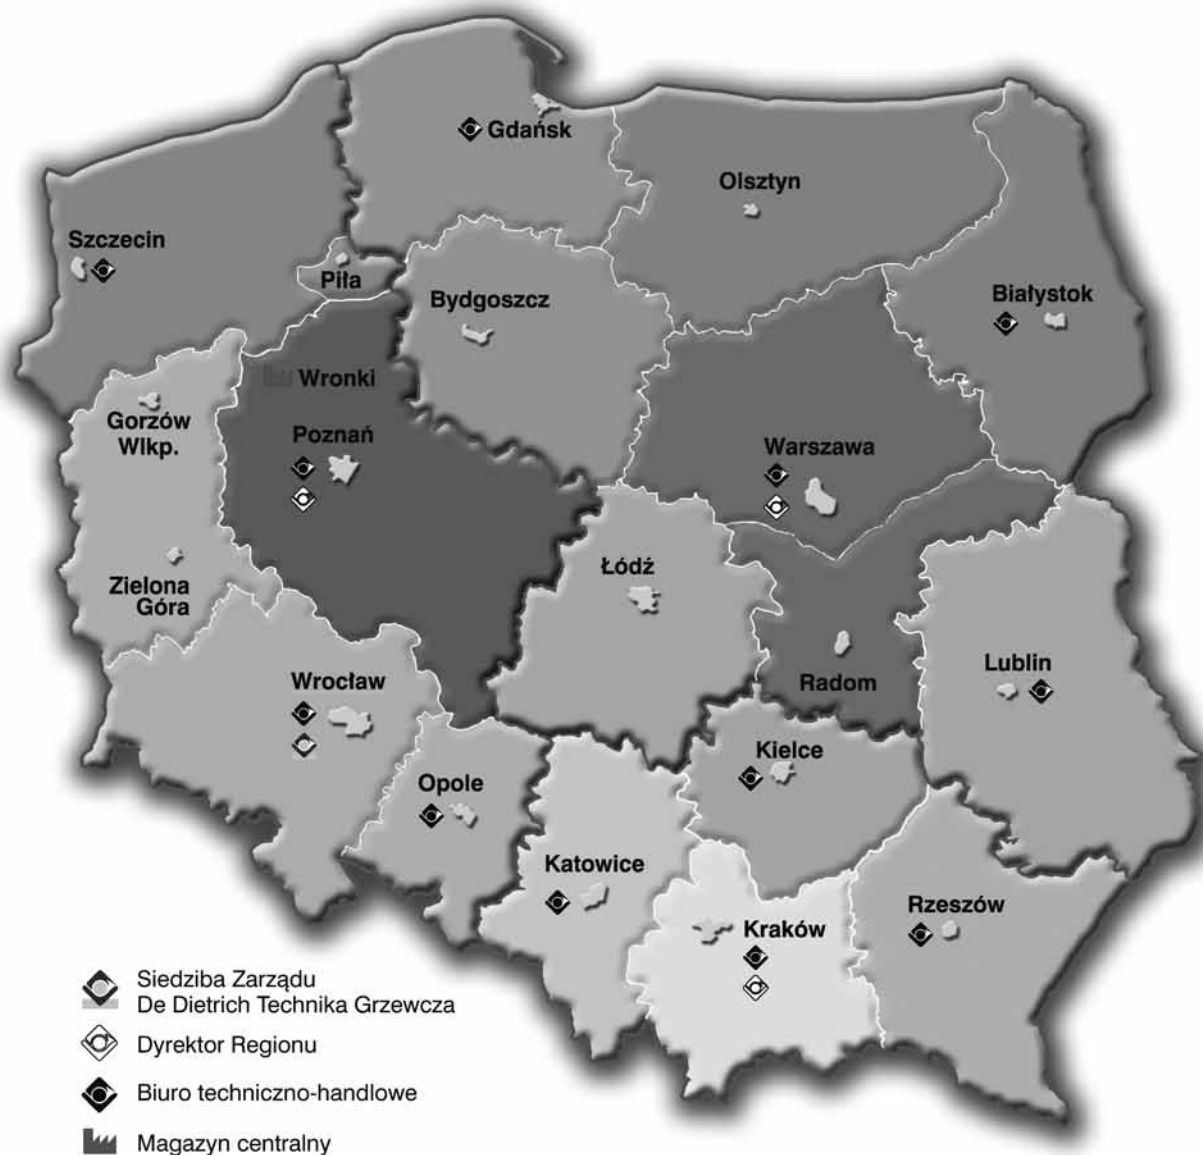 Gdańsk
Olsztyn
Szczecin
Piła
Bydgoszcz
Białystok
Wronki
Gorzów
Wlkp.
Poznań
Warszawa
Łódź
Zielona
Góra
Lublin
Wrocław
Radom
Kielce
Opole
Katowice
Rzeszów
Kraków
Siedziba Zarządu
De Dietrich Technika Grzewcza
Dyrektor Regionu
Biuro techniczno-handlowe
Magazyn centralny